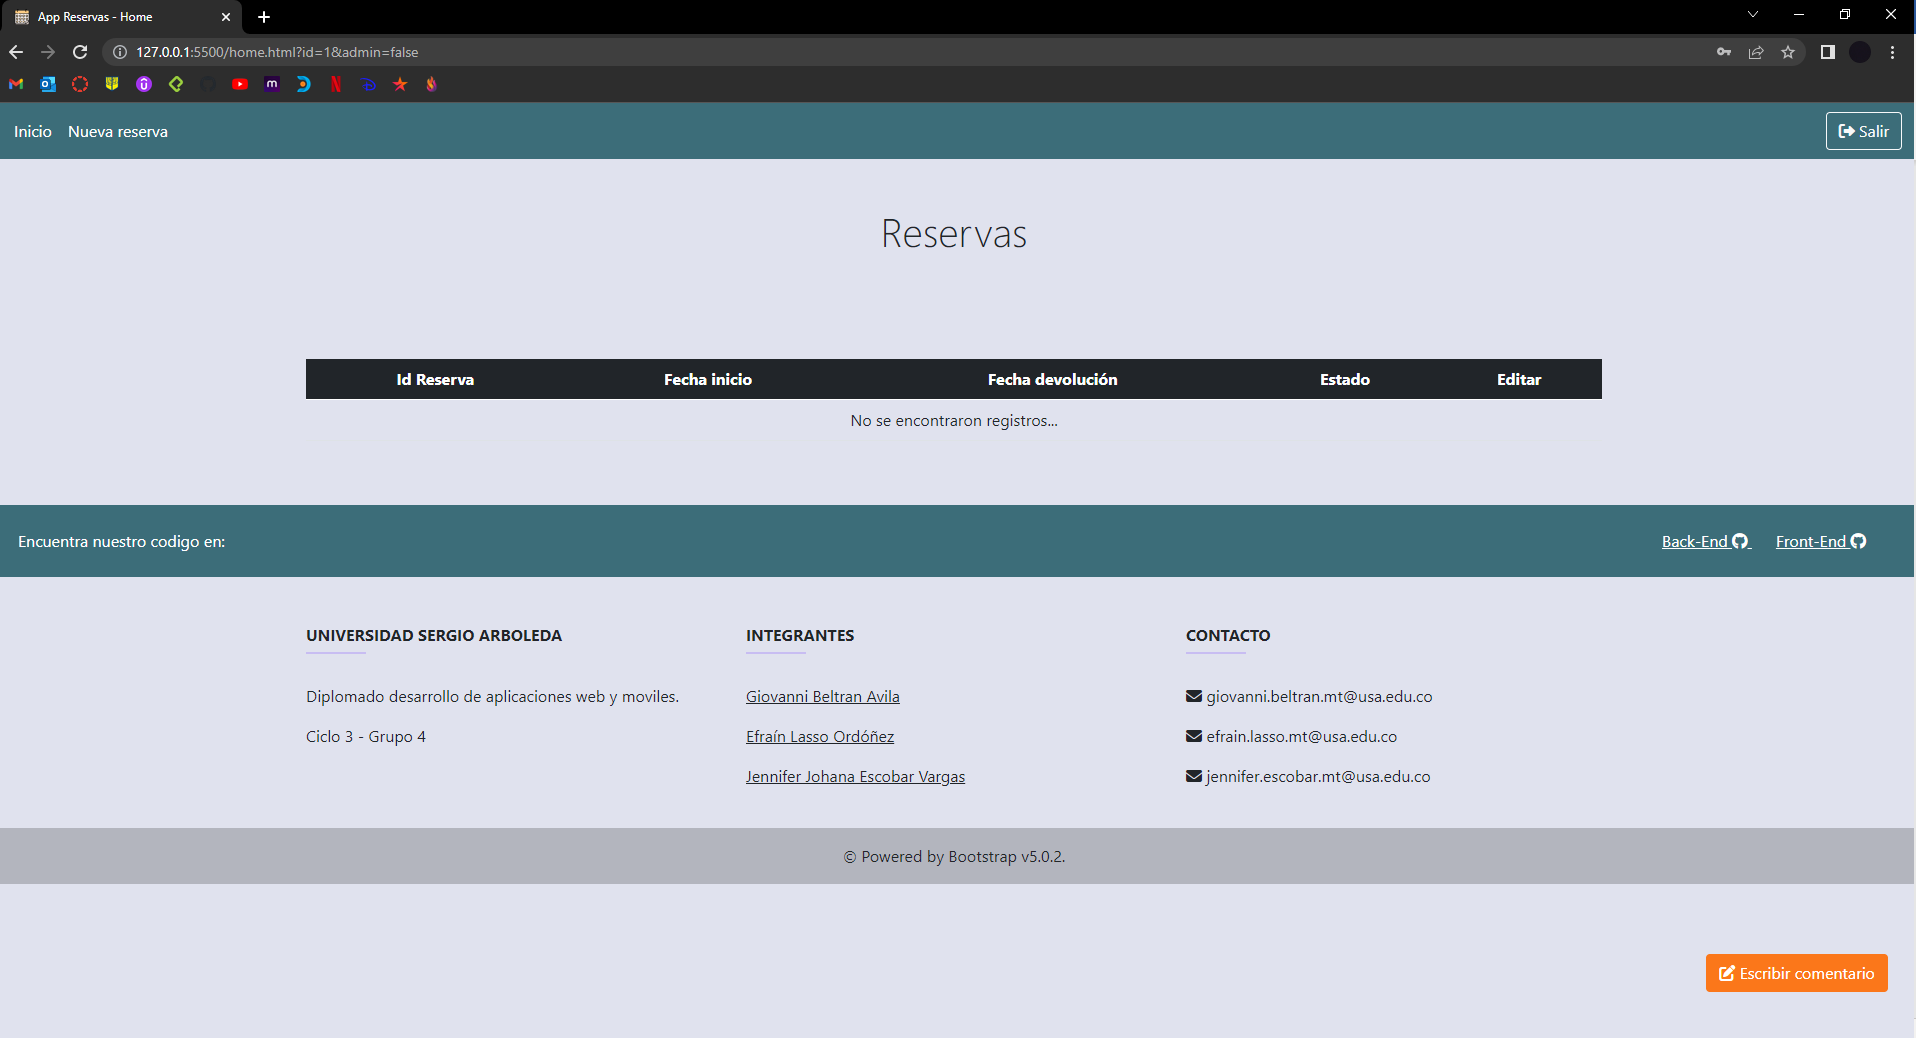 App Reservas - Home
127.0.0.1:5500/home.html?id=1&admin=false
Inicio Nueva reserva Salir
Reservas
Id Reserva Fecha inicio Fecha devolución Estado Editar
No se encontraron registros...
Encuentra nuestro codigo en: Back-End Front-End
UNIVERSIDAD SERGIO ARBOLEDA
Diplomado desarrollo de aplicaciones web y moviles.
Ciclo 3 - Grupo 4
INTEGRANTES
Giovanni Beltran Avila
Efraín Lasso Ordóñez
Jennifer Johana Escobar Vargas
CONTACTO
giovanni.beltran.mt@usa.edu.co
efrain.lasso.mt@usa.edu.co
jennifer.escobar.mt@usa.edu.co
© Powered by Bootstrap v5.0.2.
Escribir comentario